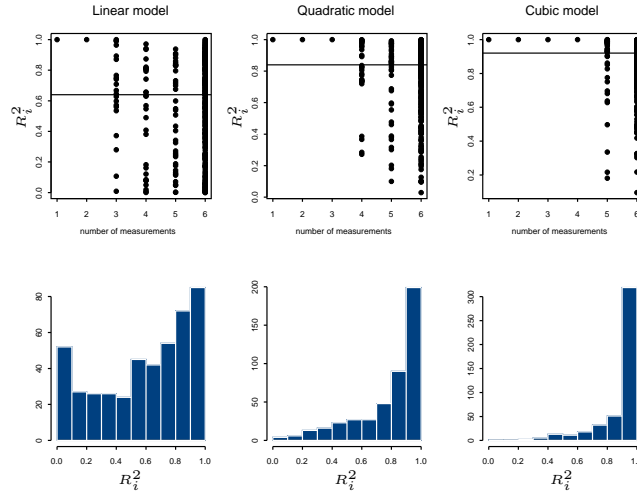 Linear model
Quadratic model
Cubic model
1.0
0.8
0.6
0.4
0.2
0.0
R_i^2
1 2 3 4 5 6
number of measurements
1.0
0.8
0.6
0.4
0.2
0.0
R_i^2
1 2 3 4 5 6
number of measurements
1.0
0.8
0.6
0.4
0.2
R_i^2
1 2 3 4 5 6
number of measurements
80
60
40
20
0
0.0 0.2 0.4 0.6 0.8 1.0
R_i^2
200
150
100
50
0
0.0 0.2 0.4 0.6 0.8 1.0
R_i^2
300
250
200
150
100
50
0
0.0 0.2 0.4 0.6 0.8
R_i^2